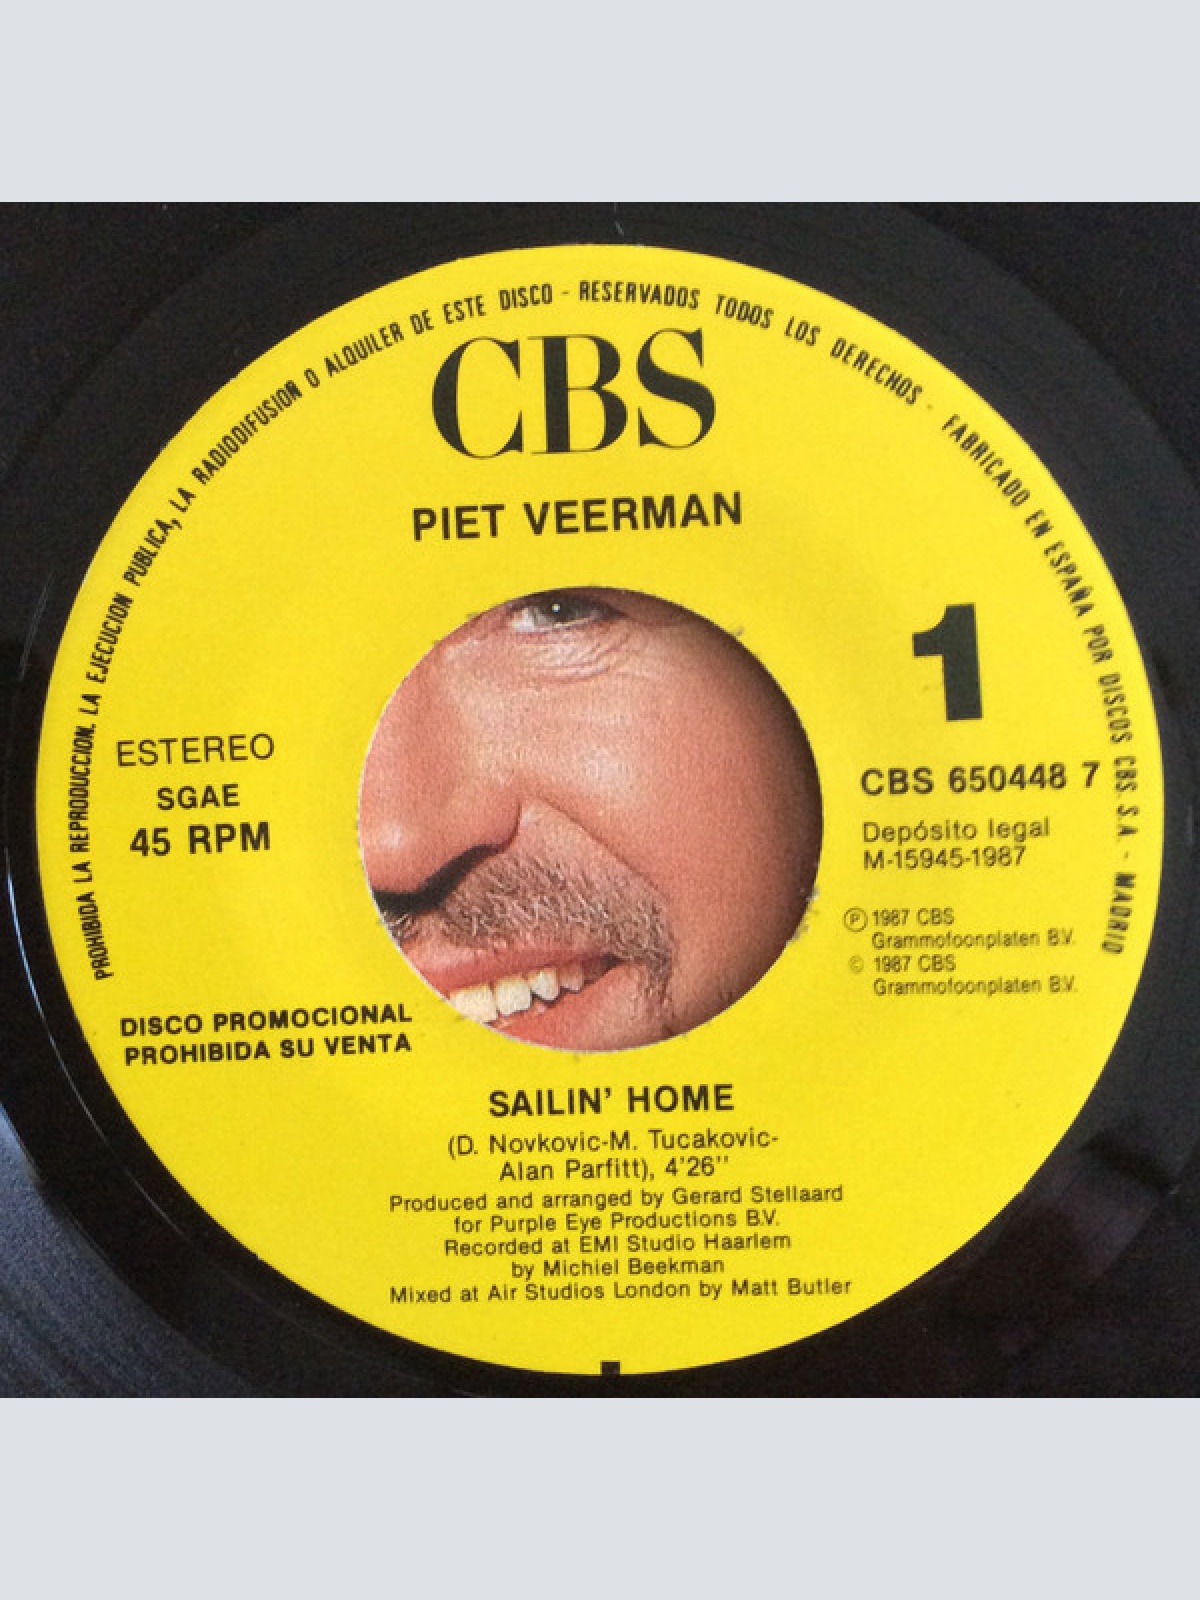 PROHIBIDA LA REPRODUCCION. LA EJECUCION PUBLICA, LA RADIODIFUSION O ALQUILER DE ESTE DISCO - RESERVADOS TODOS LOS DERECHOS - FABRICADO EN ESPAÑA POR DISCOS CBS. S.A. - MADRID
CBS
PIET VEERMAN
1
ESTEREO
SGAE
45 RPM
CBS 650448 7
Depósito legal
M-15945-1987
Ⓟ 1987 CBS
Grammofoonplaten B.V.
© 1987 CBS
Grammofoonplaten B.V.
DISCO PROMOCIONAL
PROHIBIDA SU VENTA
SAILIN' HOME
(D. Novkovic-M. Tucakovic-
Alan Parfitt), 4'26''
Produced and arranged by Gerard Stellaard
for Purple Eye Productions B.V.
Recorded at EMI Studio Haarlem
by Michiel Beekman
Mixed at Air Studios London by Matt Butler